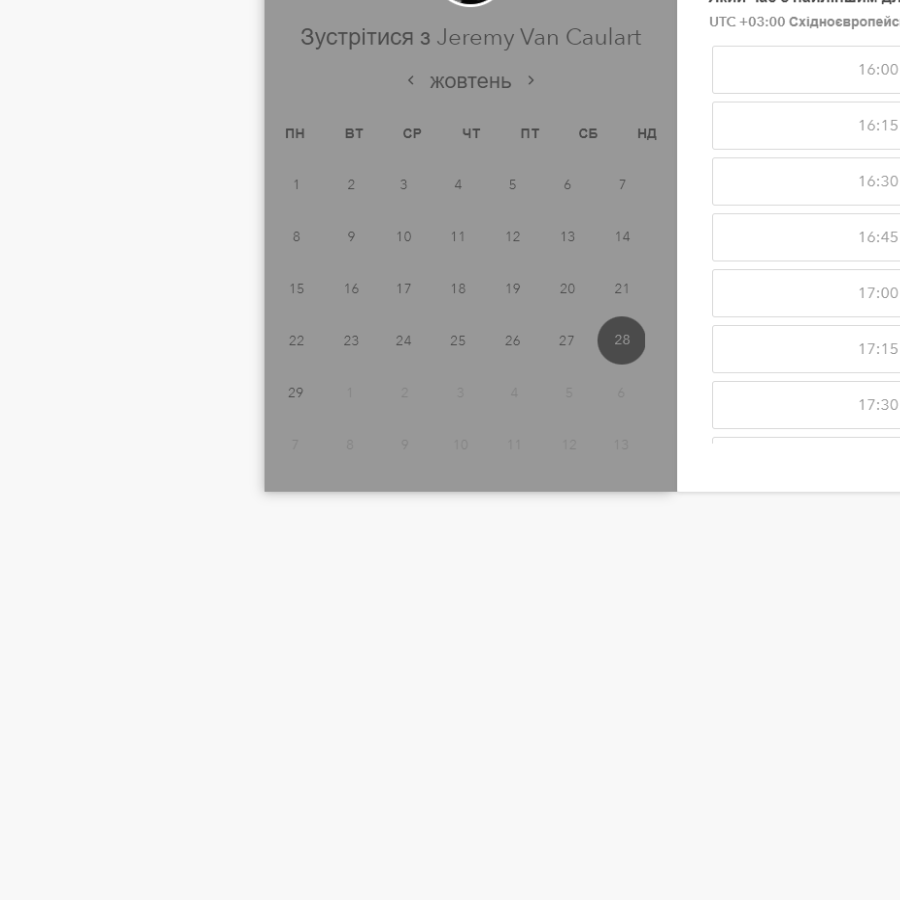 Зустрітися з Jeremy Van Caulart
‹ жовтень ›
ПН ВТ СР ЧТ ПТ СБ НД
1 2 3 4 5 6 7
8 9 10 11 12 13 14
15 16 17 18 19 20 21
22 23 24 25 26 27 28
29 1 2 3 4 5 6
7 8 9 10 11 12 13
UTC +03:00
16:00
16:15
16:30
16:45
17:00
17:15
17:30